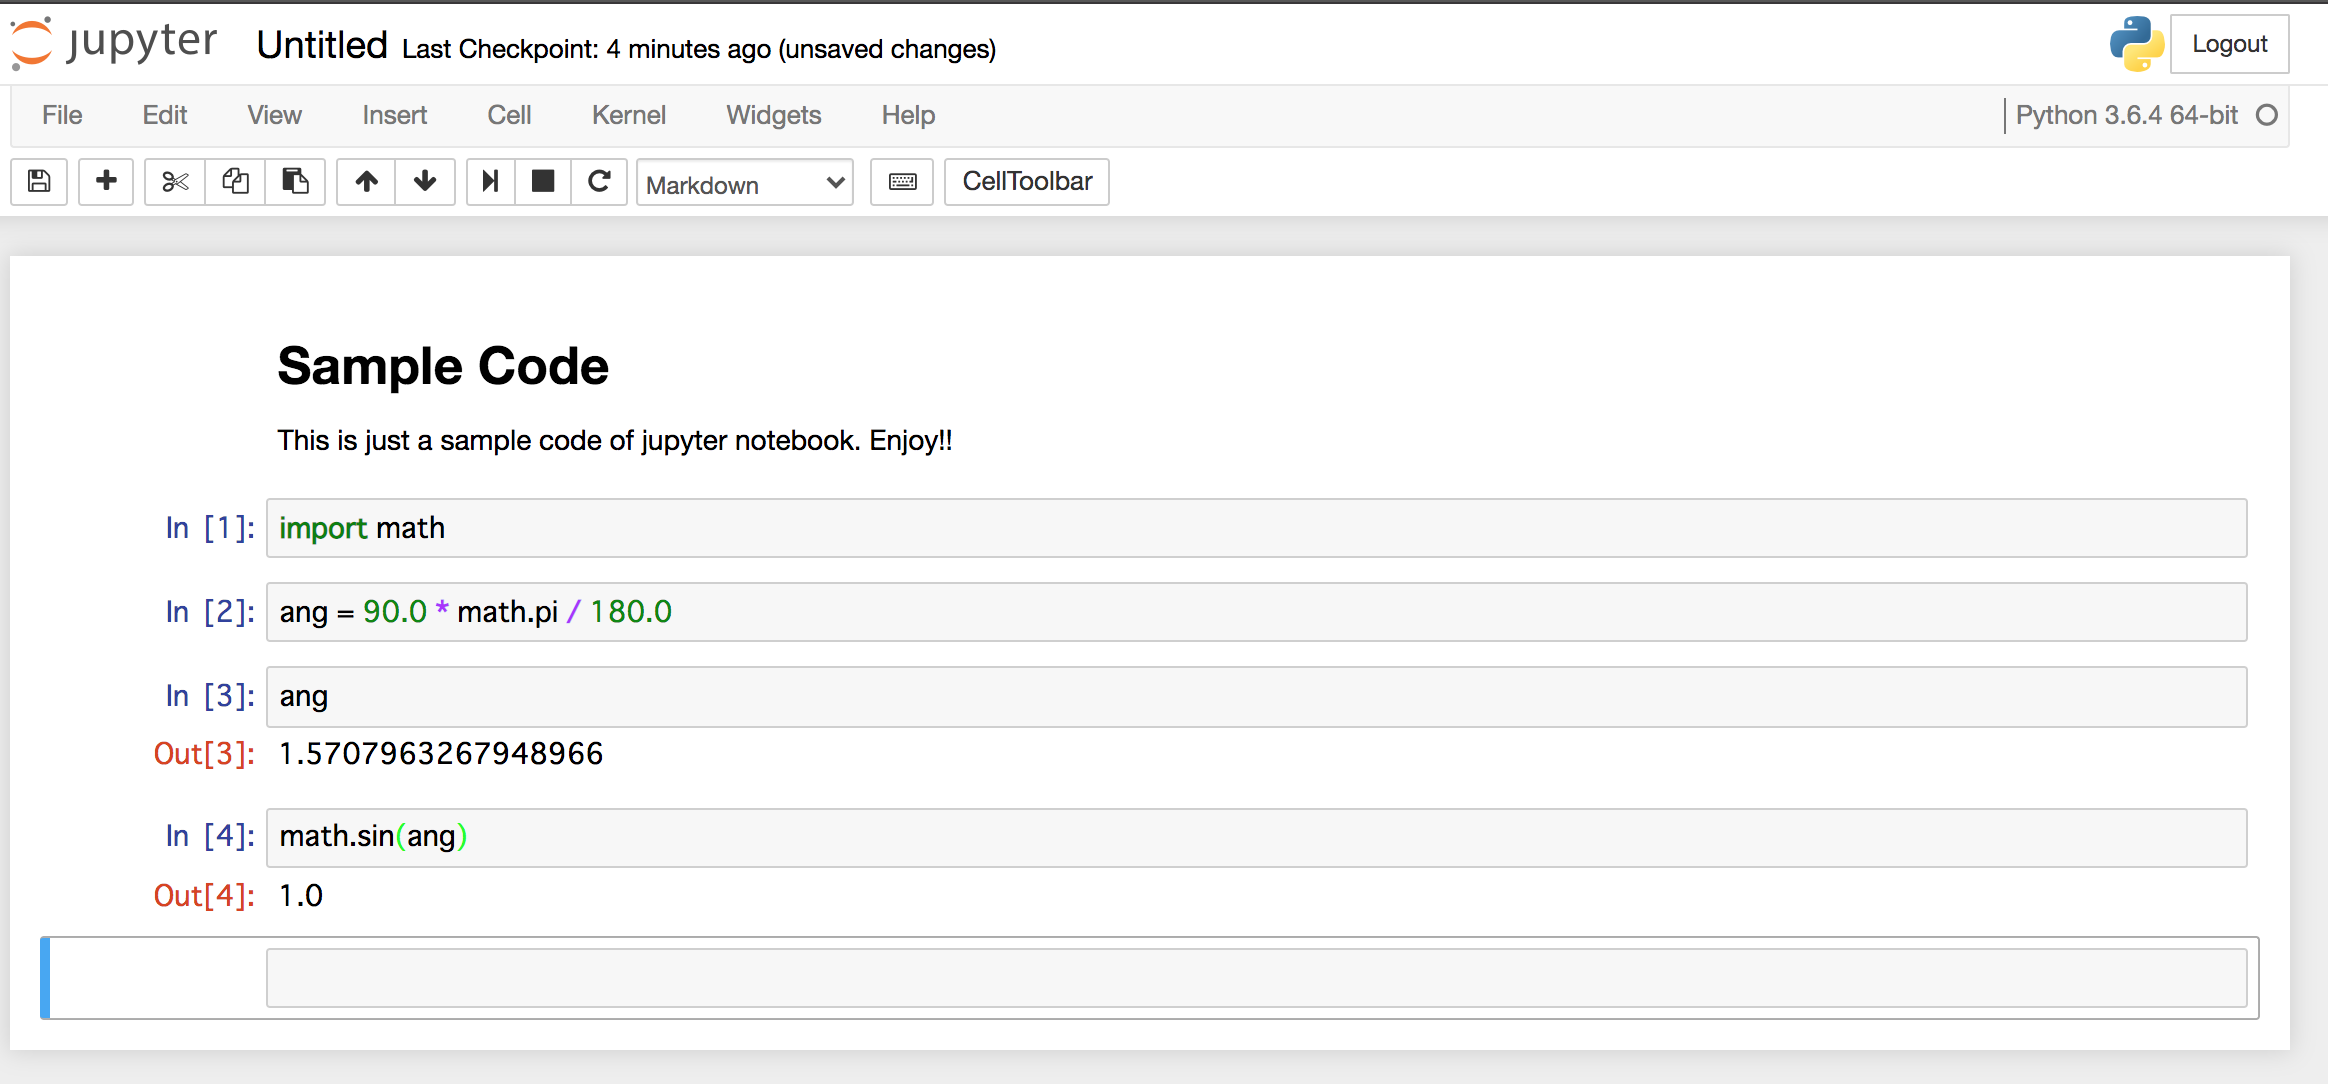 jupyter Untitled Last Checkpoint: 4 minutes ago (unsaved changes) Logout
File Edit View Insert Cell Kernel Widgets Help Python 3.6.4 64-bit
Markdown CellToolbar
Sample Code
This is just a sample code of jupyter notebook. Enjoy!!
In [1]: import math
In [2]: ang = 90.0 * math.pi / 180.0
In [3]: ang
Out[3]: 1.5707963267948966
In [4]: math.sin(ang)
Out[4]: 1.0